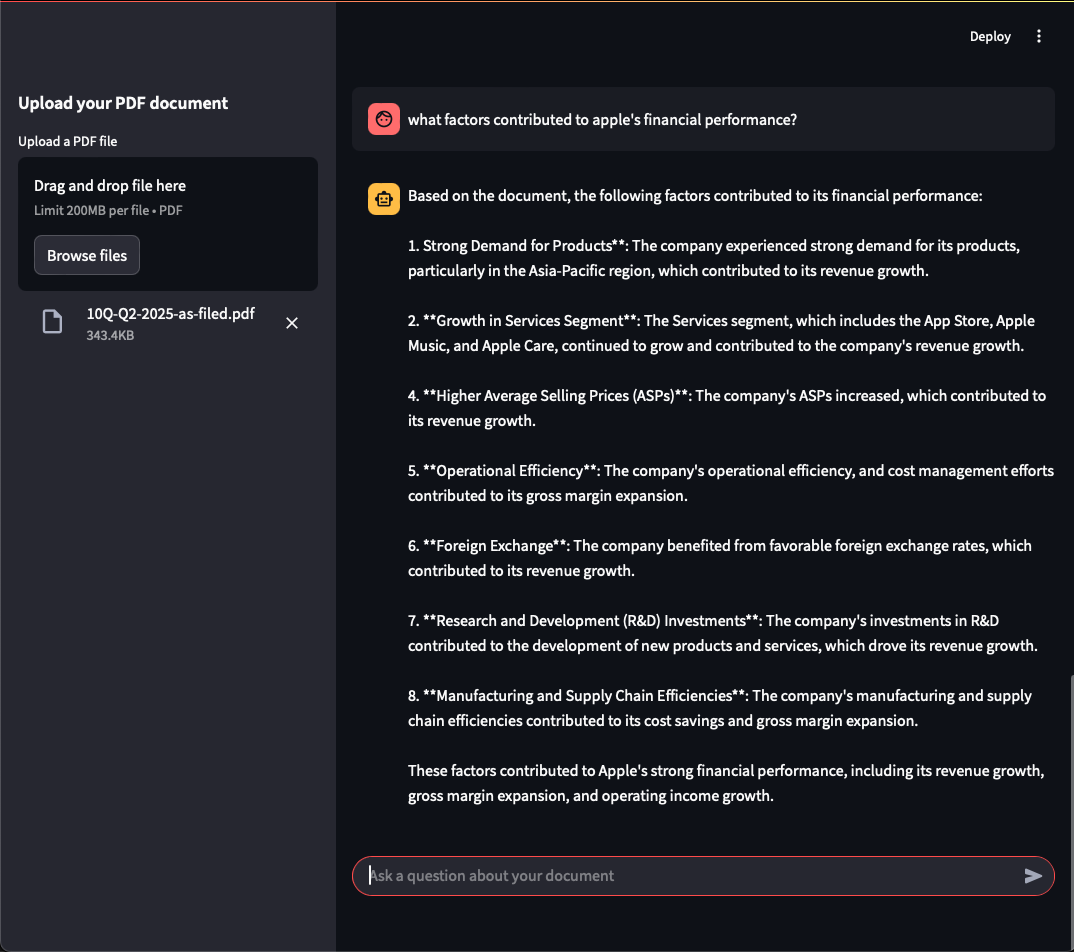 Deploy
Upload your PDF document
Upload a PDF file
Drag and drop file here
Limit 200MB per file • PDF
Browse files
10Q-Q2-2025-as-filed.pdf
343.4KB
what factors contributed to apple's financial performance?
Based on the document, the following factors contributed to its financial performance:
1. Strong Demand for Products**: The company experienced strong demand for its products,
particularly in the Asia-Pacific region, which contributed to its revenue growth.
2. **Growth in Services Segment**: The Services segment, which includes the App Store, Apple
Music, and Apple Care, continued to grow and contributed to the company's revenue growth.
4. **Higher Average Selling Prices (ASPs)**: The company's ASPs increased, which contributed to
its revenue growth.
5. **Operational Efficiency**: The company's operational efficiency, and cost management efforts
contributed to its gross margin expansion.
6. **Foreign Exchange**: The company benefited from favorable foreign exchange rates, which
contributed to its revenue growth.
7. **Research and Development (R&D) Investments**: The company's investments in R&D
contributed to the development of new products and services, which drove its revenue growth.
8. **Manufacturing and Supply Chain Efficiencies**: The company's manufacturing and supply
chain efficiencies contributed to its cost savings and gross margin expansion.
These factors contributed to Apple's strong financial performance, including its revenue growth,
gross margin expansion, and operating income growth.
Ask a question about your document